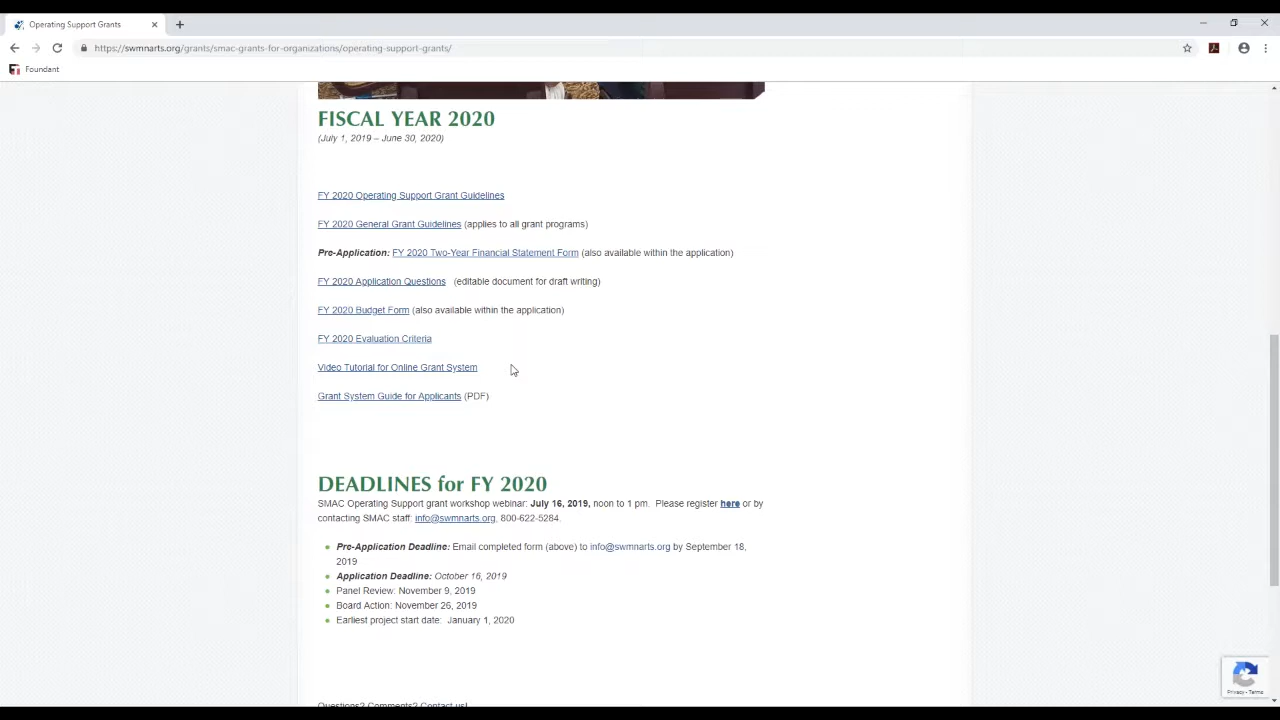 Operating Support Grants
https://swmnarts.org/grants/smac-grants-for-organizations/operating-support-grants/
Foundant
FISCAL YEAR 2020
(July 1, 2019 – June 30, 2020)
FY 2020 Operating Support Grant Guidelines
FY 2020 General Grant Guidelines (applies to all grant programs)
Pre-Application: FY 2020 Two-Year Financial Statement Form (also available within the application)
FY 2020 Application Questions (editable document for draft writing)
FY 2020 Budget Form (also available within the application)
FY 2020 Evaluation Criteria
Video Tutorial for Online Grant System
Grant System Guide for Applicants (PDF)
DEADLINES for FY 2020
SMAC Operating Support grant workshop webinar: July 16, 2019, noon to 1 pm. Please register here or by
contacting SMAC staff: info@swmnarts.org, 800-622-5284.
Pre-Application Deadline: Email completed form (above) to info@swmnarts.org by September 18,
2019
Application Deadline: October 16, 2019
Panel Review: November 9, 2019
Board Action: November 26, 2019
Earliest project start date: January 1, 2020
Questions? Comments? Contact us!
Privacy - Terms